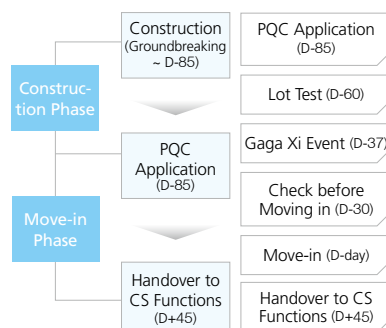 Construc-
tion Phase
Move-in
Phase
Construction
(Groundbreaking
~ D-85)
PQC
Application
(D-85)
Handover to
CS Functions
(D+45)
PQC Application
(D-85)
Lot Test (D-60)
Gaga Xi Event (D-37)
Check before
Moving in (D-30)
Move-in (D-day)
Handover to CS
Functions (D+45)